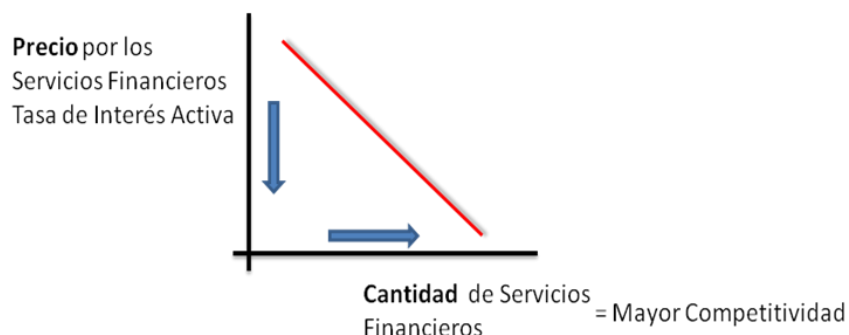 Precio por los
Servicios Financieros
Tasa de Interés Activa
Cantidad de Servicios
Financieros
= Mayor Competitividad